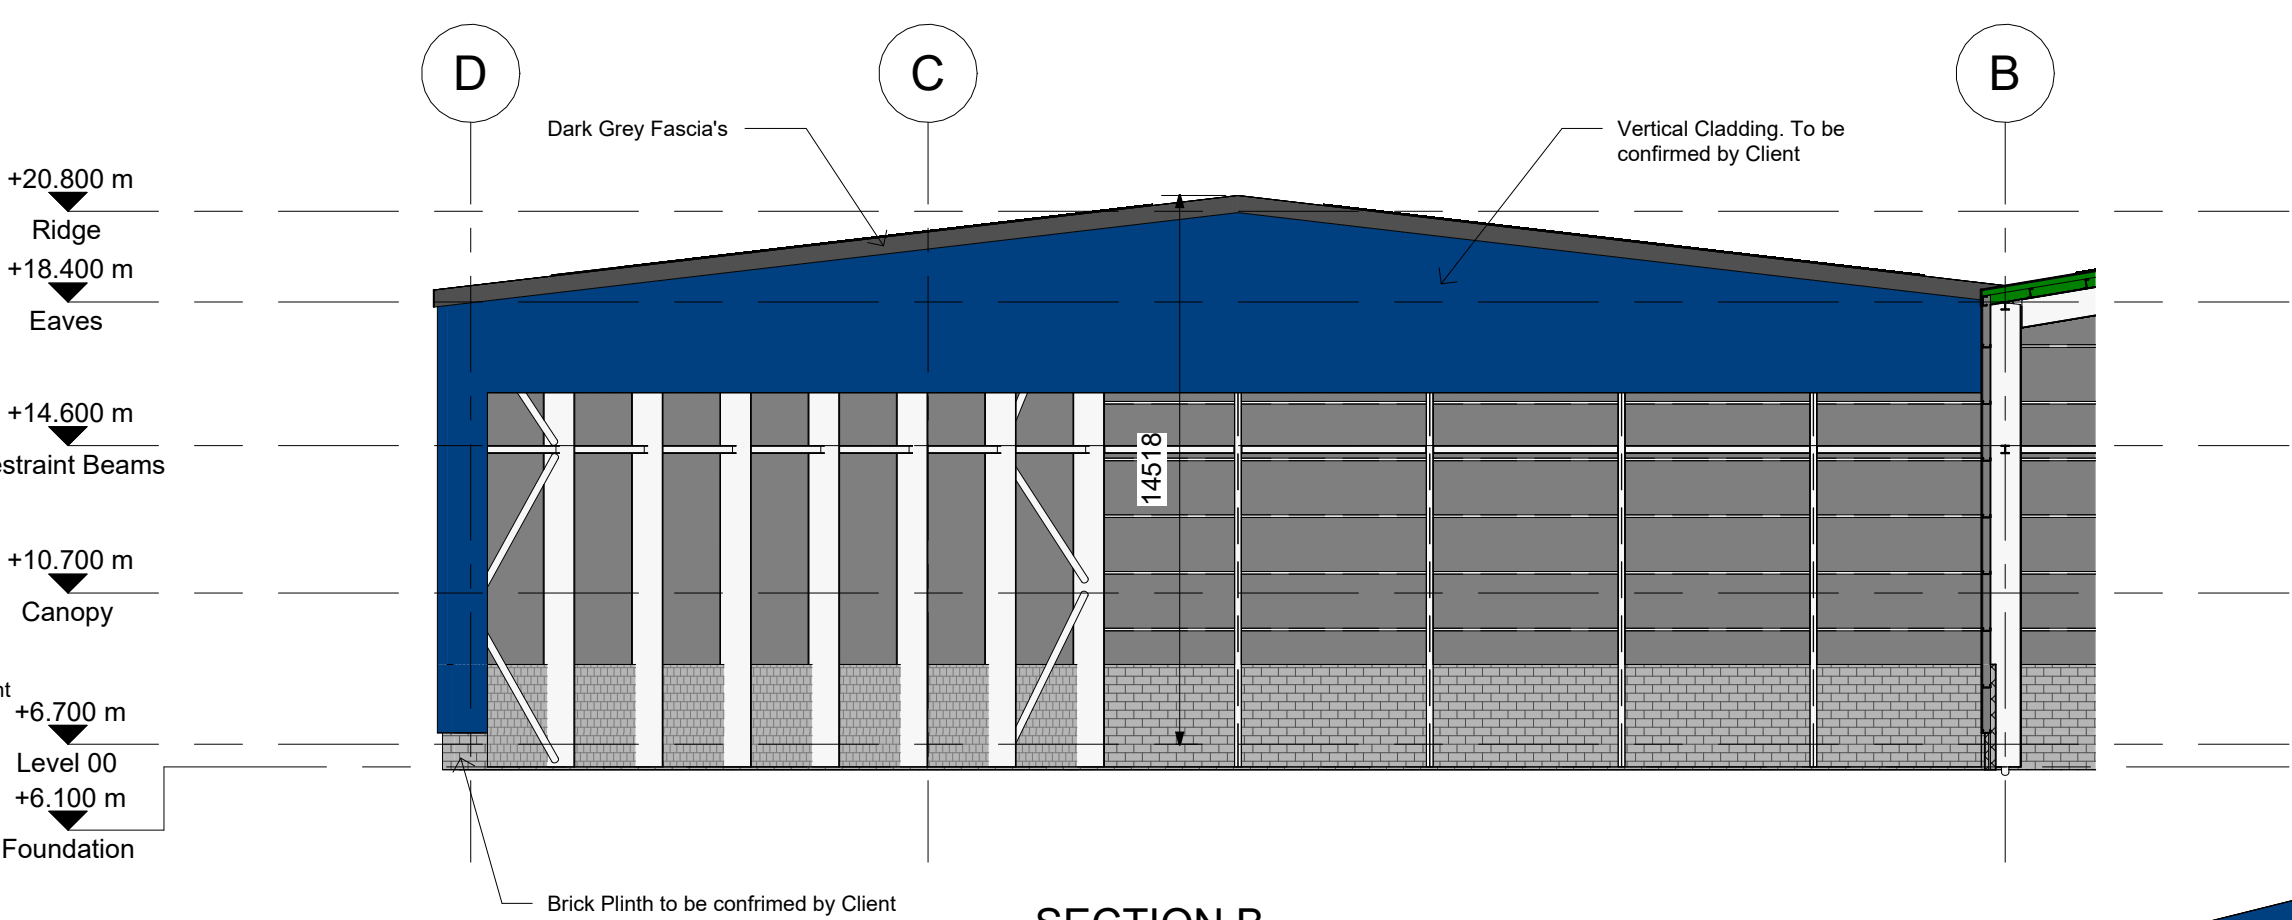 D
C
B
Dark Grey Fascia's
Vertical Cladding. To be
confirmed by Client
+20.800 m
Ridge
+18.400 m
Eaves
+14.600 m
estraint Beams
14518
+10.700 m
Canopy
nt
+6.700 m
Level 00
+6.100 m
Foundation
Brick Plinth to be confrimed by Client
SECTION B